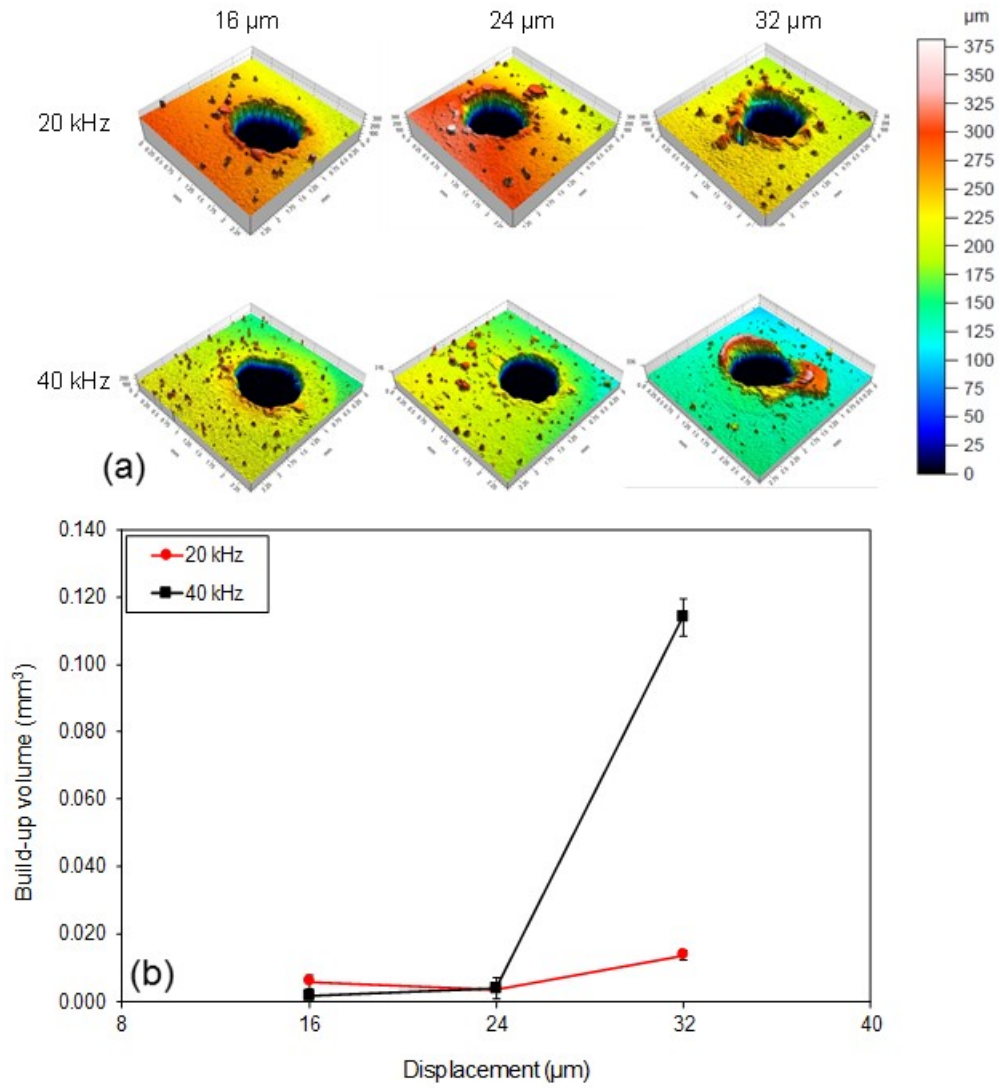 16 µm 24 µm 32 µm
µm
20 kHz
375
350
325
300
275
250
225
200
175
150
125
100
75
50
25
0
40 kHz
(a)
0.140
0.120
0.100
0.080
0.060
0.040
0.020
0.000
20 kHz
40 kHz
Build-up volume (mm³)
(b)
8 16 24 32 40
Displacement (µm)